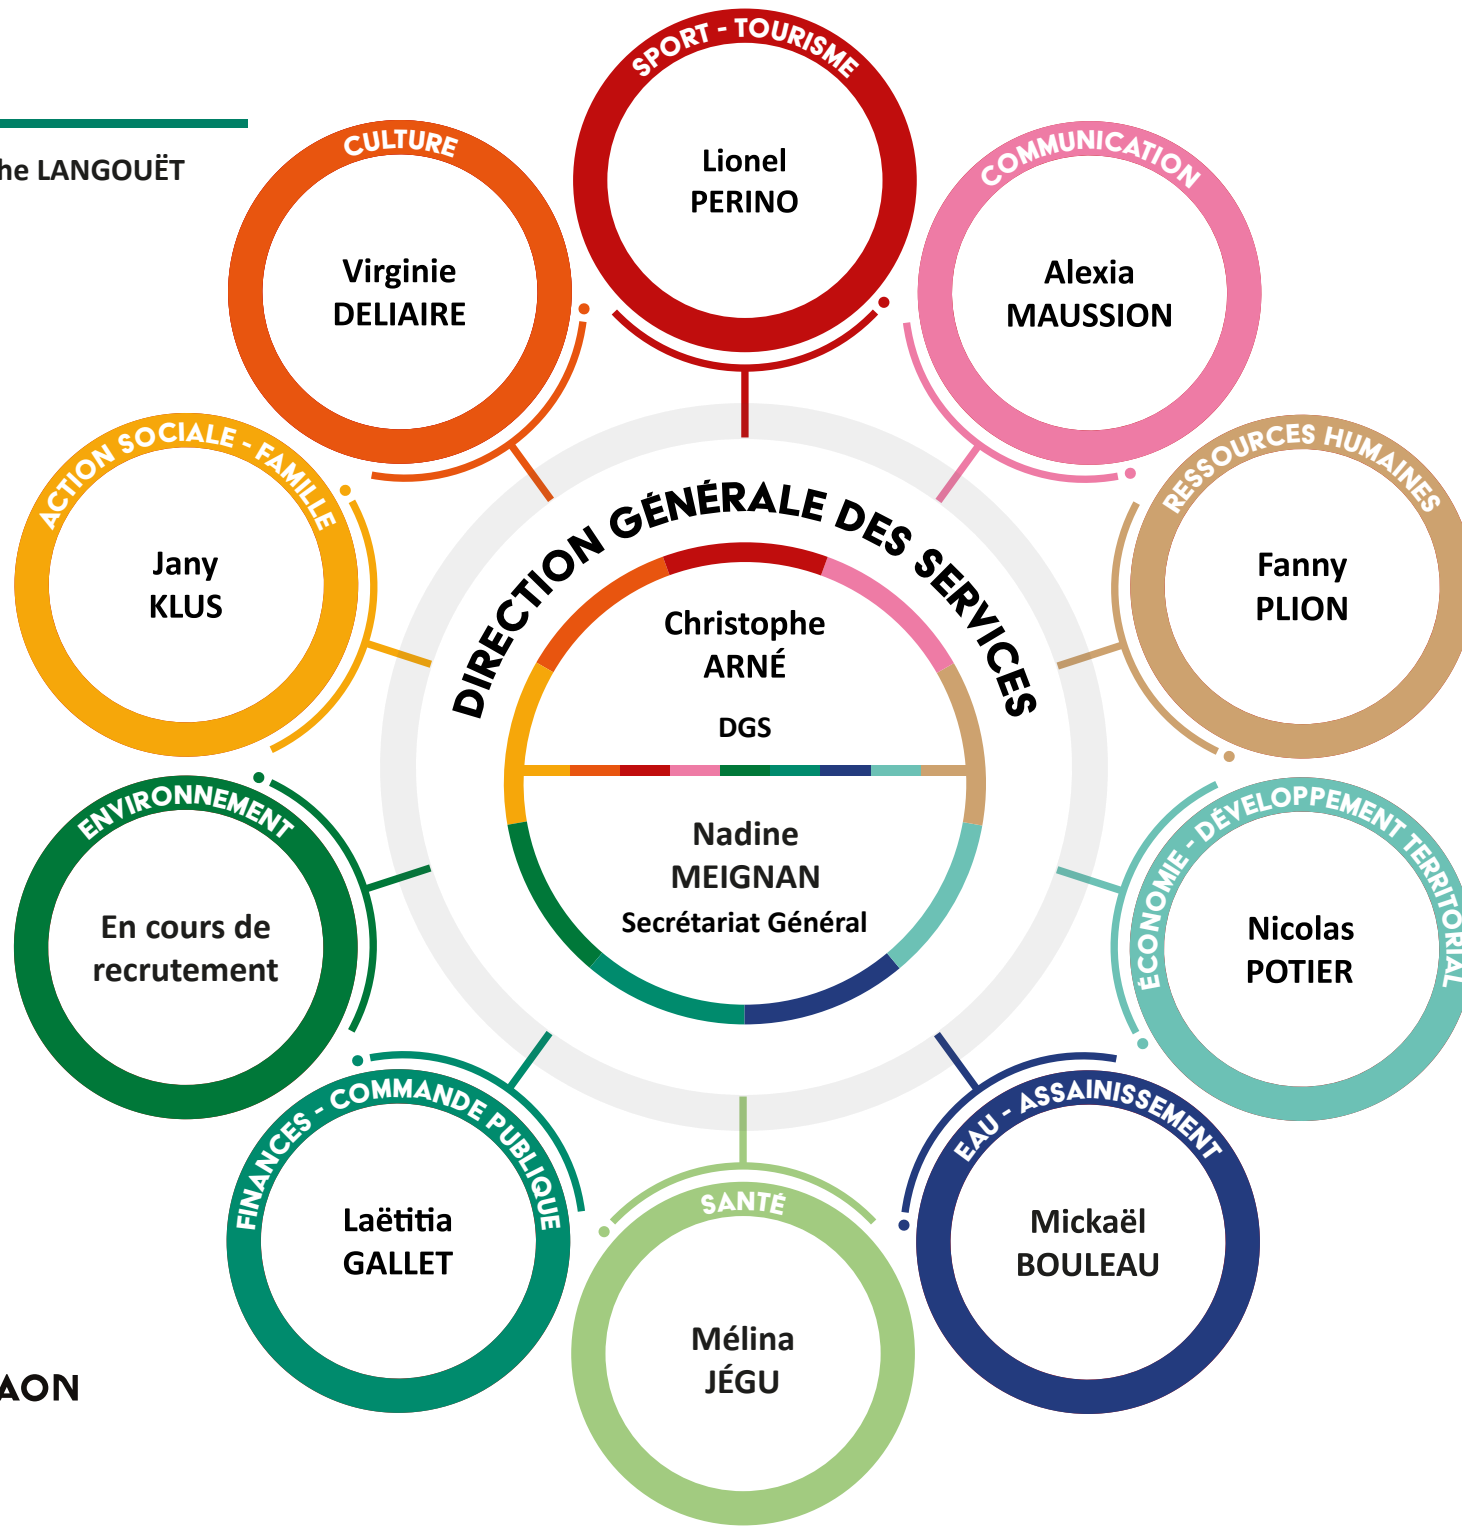 he LANGOUËT
SPORT - TOURISME
Lionel
PERINO
CULTURE
Virginie
DELIAIRE
COMMUNICATION
Alexia
MAUSSION
ACTION SOCIALE - FAMILLE
Jany
KLUS
RESSOURCES HUMAINES
Fanny
PLION
DIRECTION GÉNÉRALE DES SERVICES
Christophe
ARNÉ
DGS
Nadine
MEIGNAN
Secrétariat Général
ENVIRONNEMENT
En cours de
recrutement
ÉCONOMIE - DÉVELOPPEMENT TERRITORIAL
Nicolas
POTIER
FINANCES - COMMANDE PUBLIQUE
Laëtitia
GALLET
EAU - ASSAINISSEMENT
Mickaël
BOULEAU
SANTÉ
Mélina
JÉGU
AON